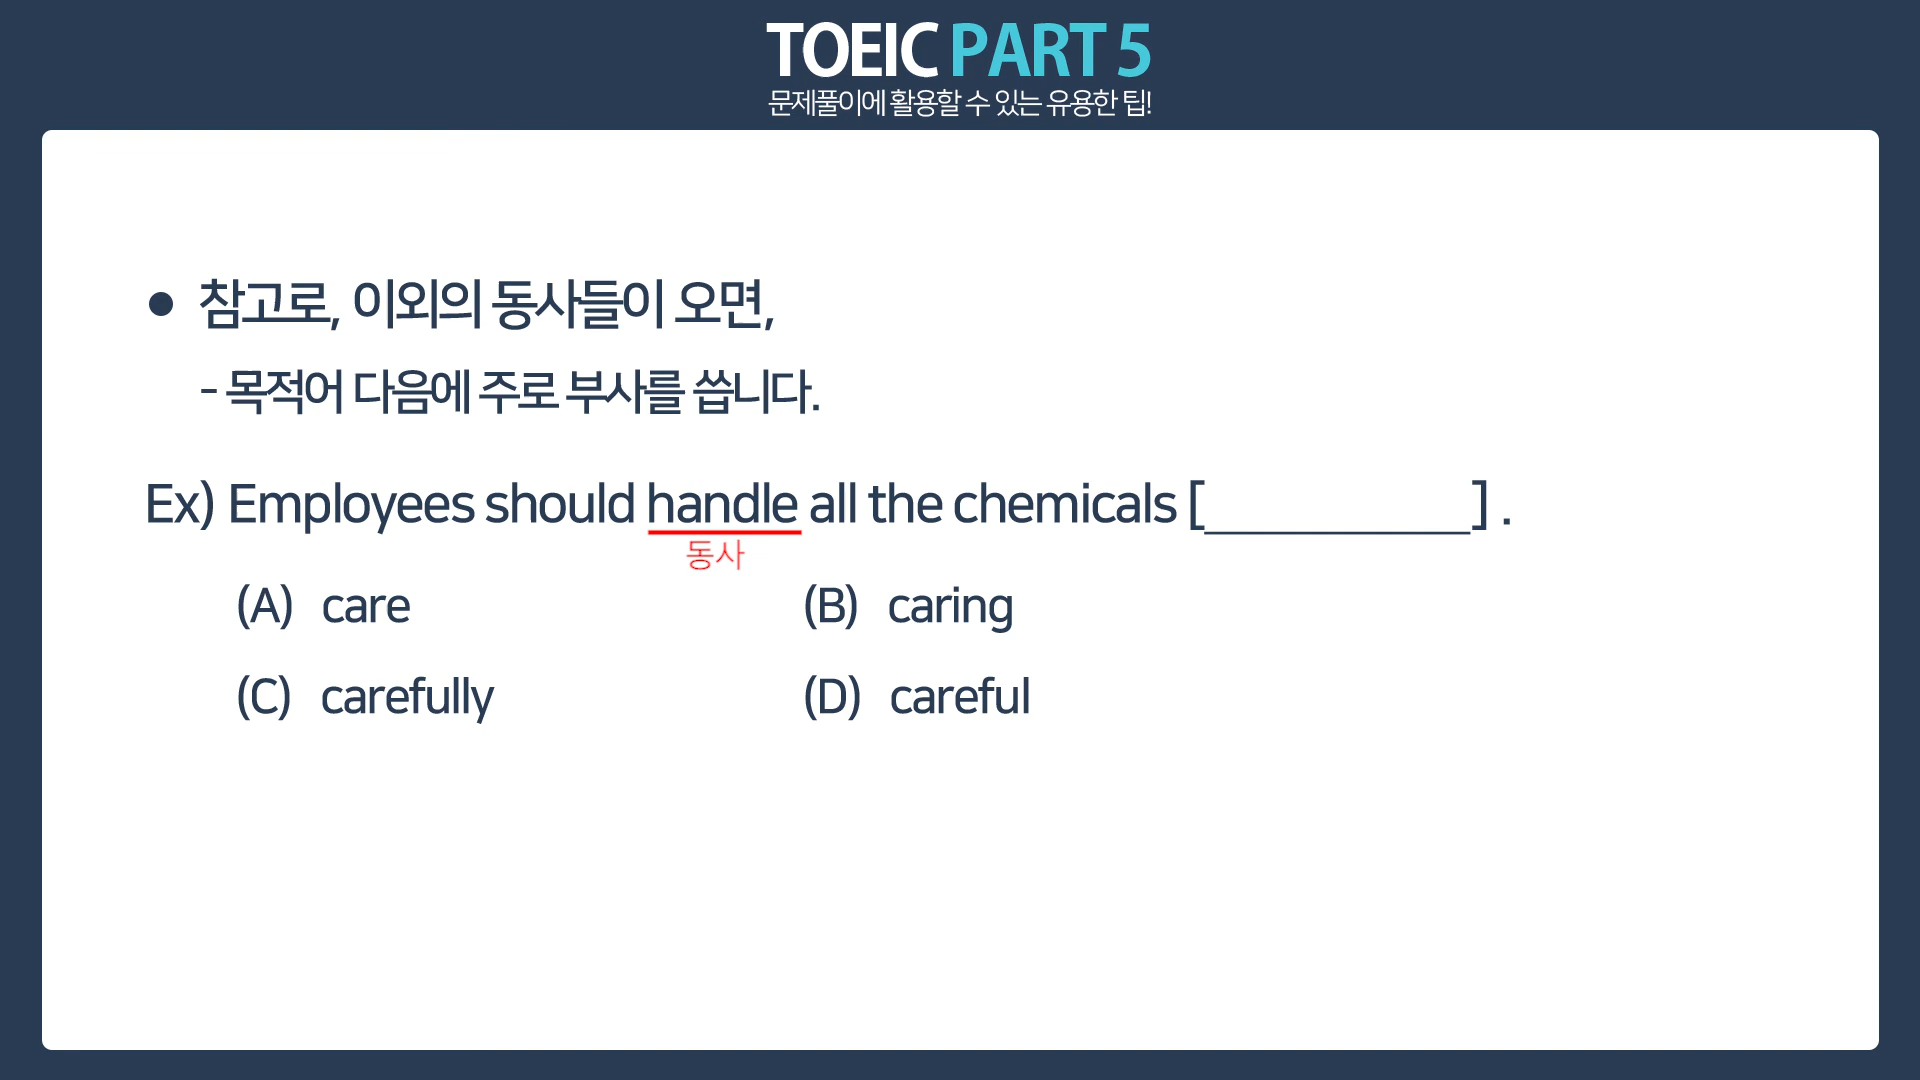 TOEIC PART 5
문제풀이에 활용할 수 있는 유용한 팁!
● 참고로, 이외의 동사들이 오면,
- 목적어 다음에 주로 부사를 씁니다.
Ex) Employees should handle all the chemicals [__________] .
동사
(A) care (B) caring
(C) carefully (D) careful